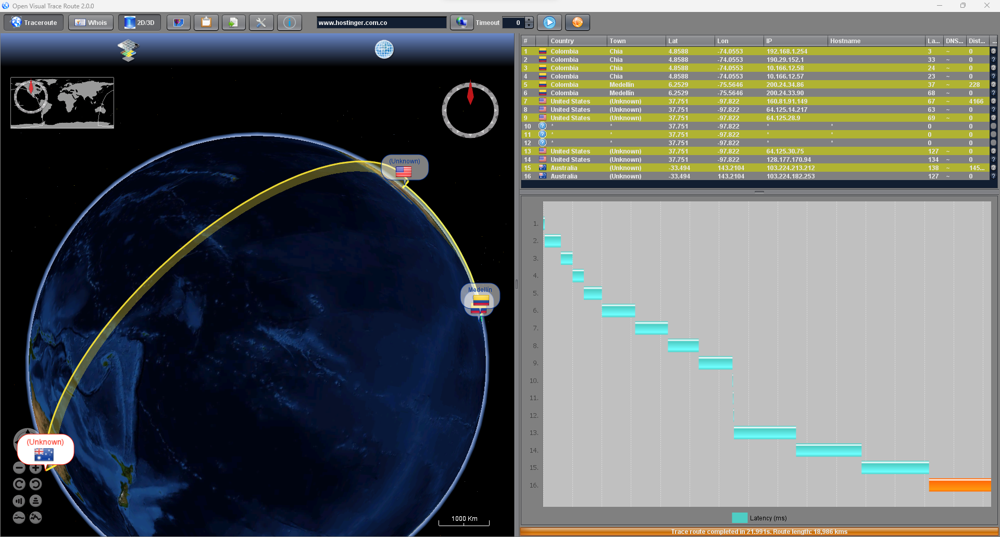 Open Visual Trace Route 2.0.0
Traceroute Whois 2D/3D www.hostinger.com.co Timeout 0
# Country Town Lat Lon IP Hostname La... DNS... Dist... ...
1 Colombia Chia 4.8588 -74.0553 192.168.1.254 3 ~ 0
2 Colombia Chia 4.8588 -74.0553 190.29.152.1 33 ~ 0
3 Colombia Chia 4.8588 -74.0553 10.166.12.58 24 ~ 0
4 Colombia Chia 4.8588 -74.0553 10.166.12.57 23 ~ 0
5 Colombia Medellín 6.2529 -75.5646 200.24.34.86 37 ~ 228
6 Colombia Medellín 6.2529 -75.5646 200.24.33.90 68 ~ 0
7 United States (Unknown) 37.751 -97.822 160.81.91.149 67 ~ 4166
8 United States (Unknown) 37.751 -97.822 64.125.14.217 63 ~ 0
9 United States (Unknown) 37.751 -97.822 64.125.28.9 69 ~ 0
10 * * 37.751 -97.822 * * 0 0
11 * * 37.751 -97.822 * * 0 0
12 * * 37.751 -97.822 * * 0 0
13 United States (Unknown) 37.751 -97.822 64.125.30.75 127 ~ 0
14 United States (Unknown) 37.751 -97.822 128.177.170.94 134 ~ 0
15 Australia (Unknown) -33.494 143.2104 103.224.213.212 138 ~ 145...
16 Australia (Unknown) -33.494 143.2104 103.224.182.253 127 ~ 0
(Unknown)
Medellín
(Unknown)
1000 Km
1.
2.
3.
4.
5.
6.
7.
8.
9.
10.
11.
12.
13.
14.
15.
16.
Latency (ms)
Trace route completed in 21.991s. Route length: 18,986 kms